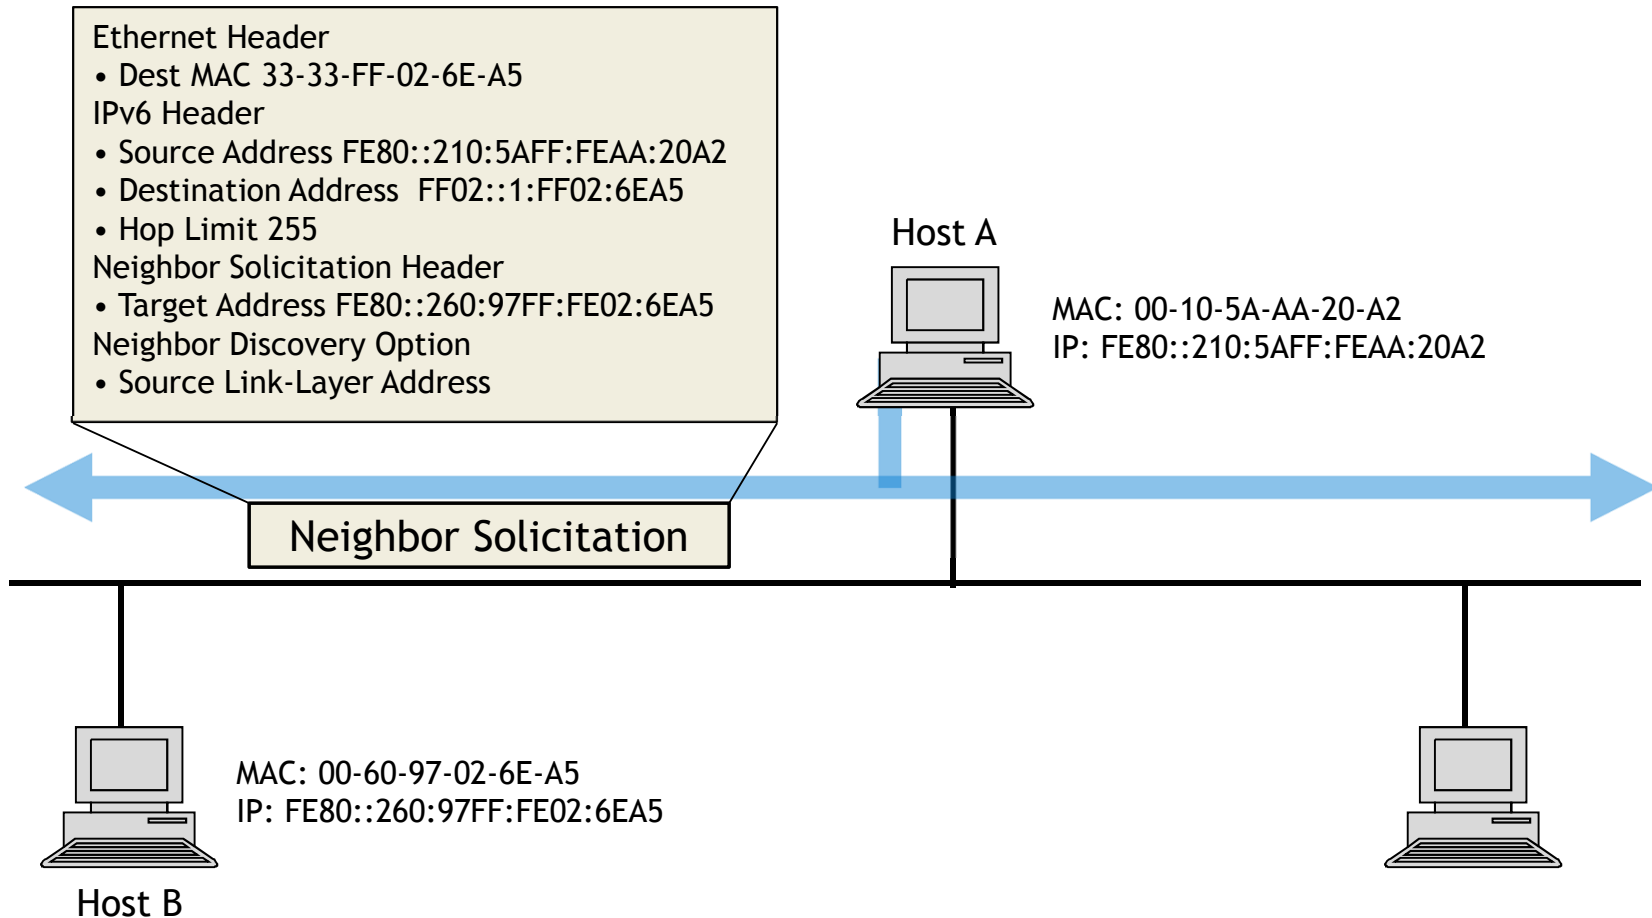 Ethernet Header
• Dest MAC 33-33-FF-02-6E-A5
IPv6 Header
• Source Address FE80::210:5AFF:FEAA:20A2
• Destination Address FF02::1:FF02:6EA5
• Hop Limit 255
Neighbor Solicitation Header
• Target Address FE80::260:97FF:FE02:6EA5
Neighbor Discovery Option
• Source Link-Layer Address
Host A
MAC: 00-10-5A-AA-20-A2
IP: FE80::210:5AFF:FEAA:20A2
Neighbor Solicitation
MAC: 00-60-97-02-6E-A5
IP: FE80::260:97FF:FE02:6EA5
Host B